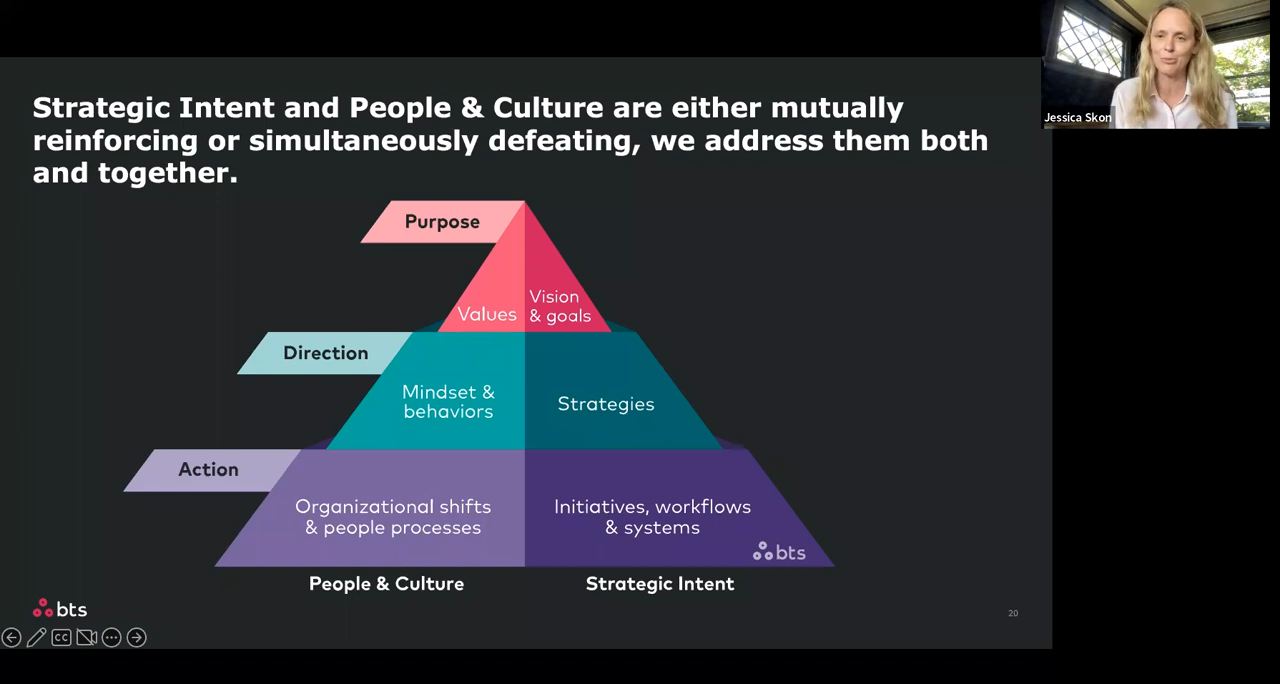 Strategic Intent and People & Culture are either mutually
reinforcing or simultaneously defeating, we address them both
and together.
Jessica Skon
Purpose
Values
Vision
& goals
Direction
Mindset &
behaviors
Strategies
Action
Organizational shifts
& people processes
Initiatives, workflows
& systems
bts
People & Culture
Strategic Intent
bts
20
CC